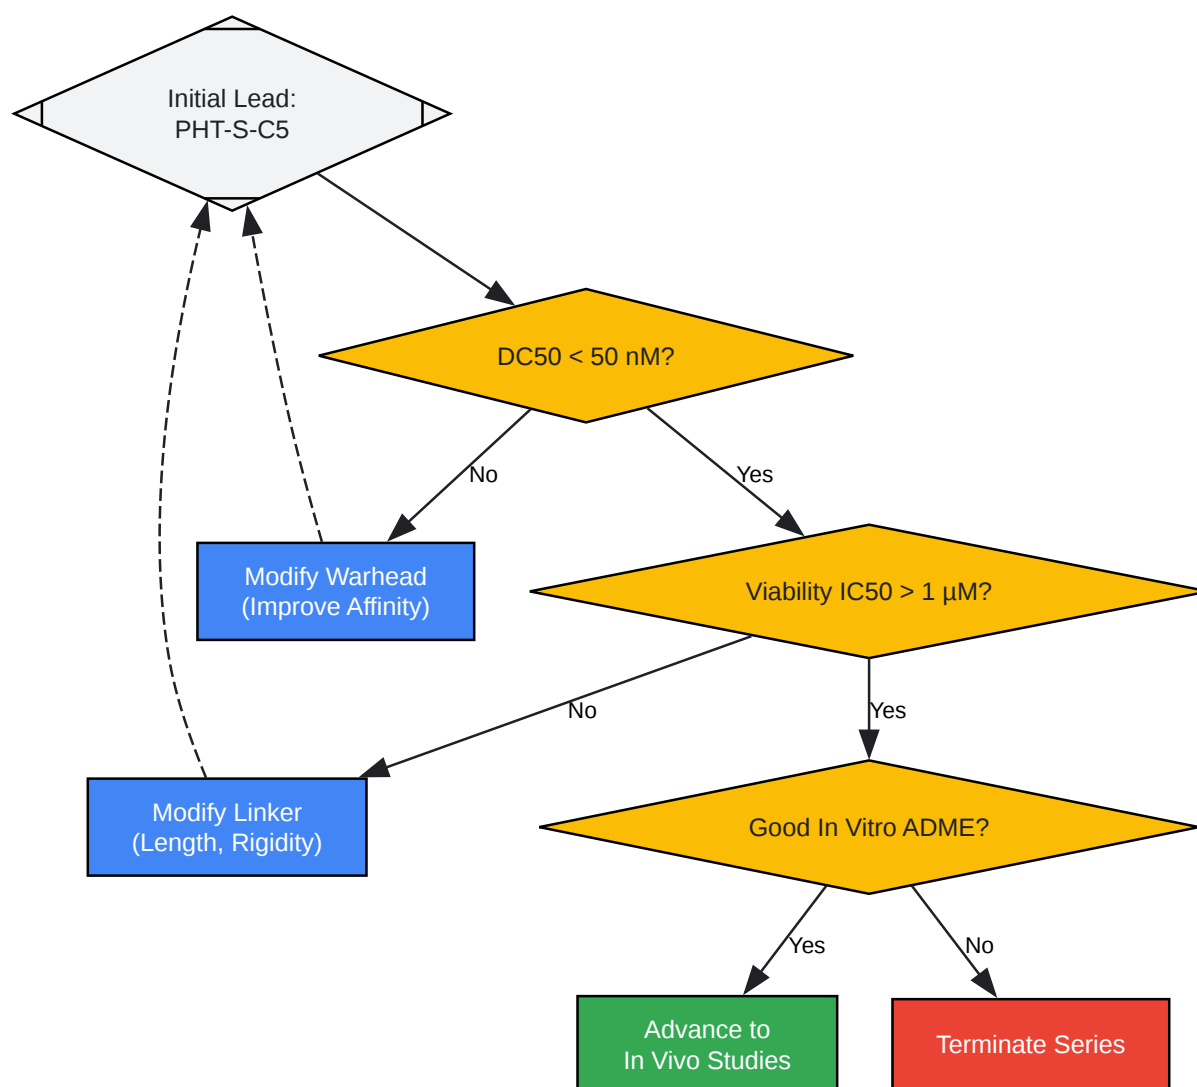 Initial Lead:
PHT-S-C5
DC50 < 50 nM?
No
Yes
Modify Warhead
(Improve Affinity)
Viability IC50 > 1 µM?
No
Yes
Modify Linker
(Length, Rigidity)
Good In Vitro ADME?
Yes
No
Advance to
In Vivo Studies
Terminate Series